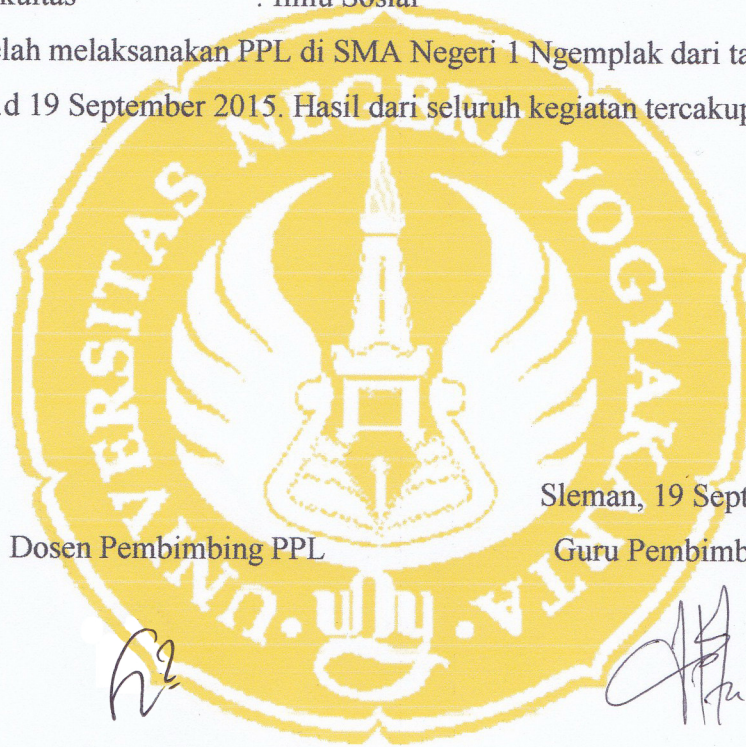 : Ilmu Sosial
elah melaksanakan PPL di SMA Negeri 1 Ngemplak dari ta
d 19 September 2015. Hasil dari seluruh kegiatan tercakup
UNIVERSITAS NEGERI YOGYAKARTA
Sleman, 19 Sept
Dosen Pembimbing PPL
Guru Pembimb
uny